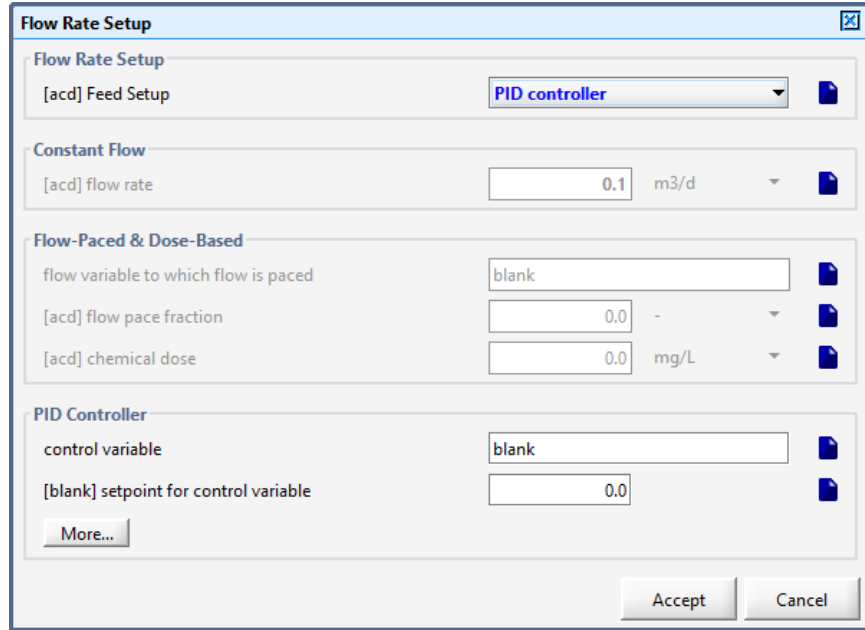 Flow Rate Setup
Flow Rate Setup
[acd] Feed Setup PID controller
Constant Flow
[acd] flow rate 0.1 m3/d
Flow-Paced & Dose-Based
flow variable to which flow is paced blank
[acd] flow pace fraction 0.0 -
[acd] chemical dose 0.0 mg/L
PID Controller
control variable blank
[blank] setpoint for control variable 0.0
More...
Accept Cancel